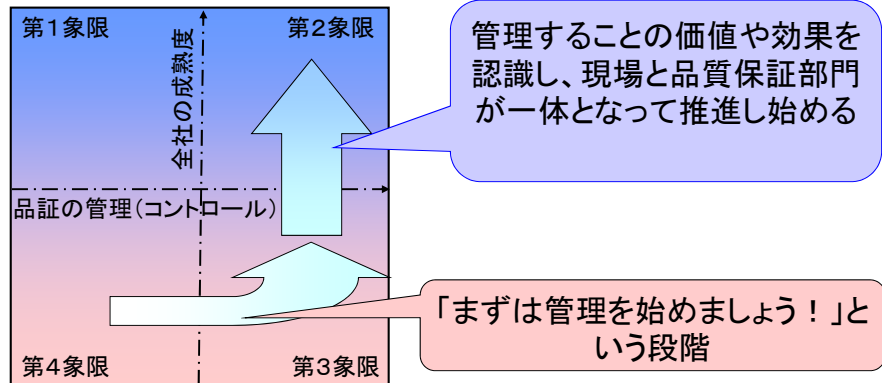 第１象限
第２象限
全社の成熟度
品証の管理（コントロール）
第４象限
第３象限
管理することの価値や効果を
認識し、現場と品質保証部門
が一体となって推進し始める
「まずは管理を始めましょう！」と
いう段階